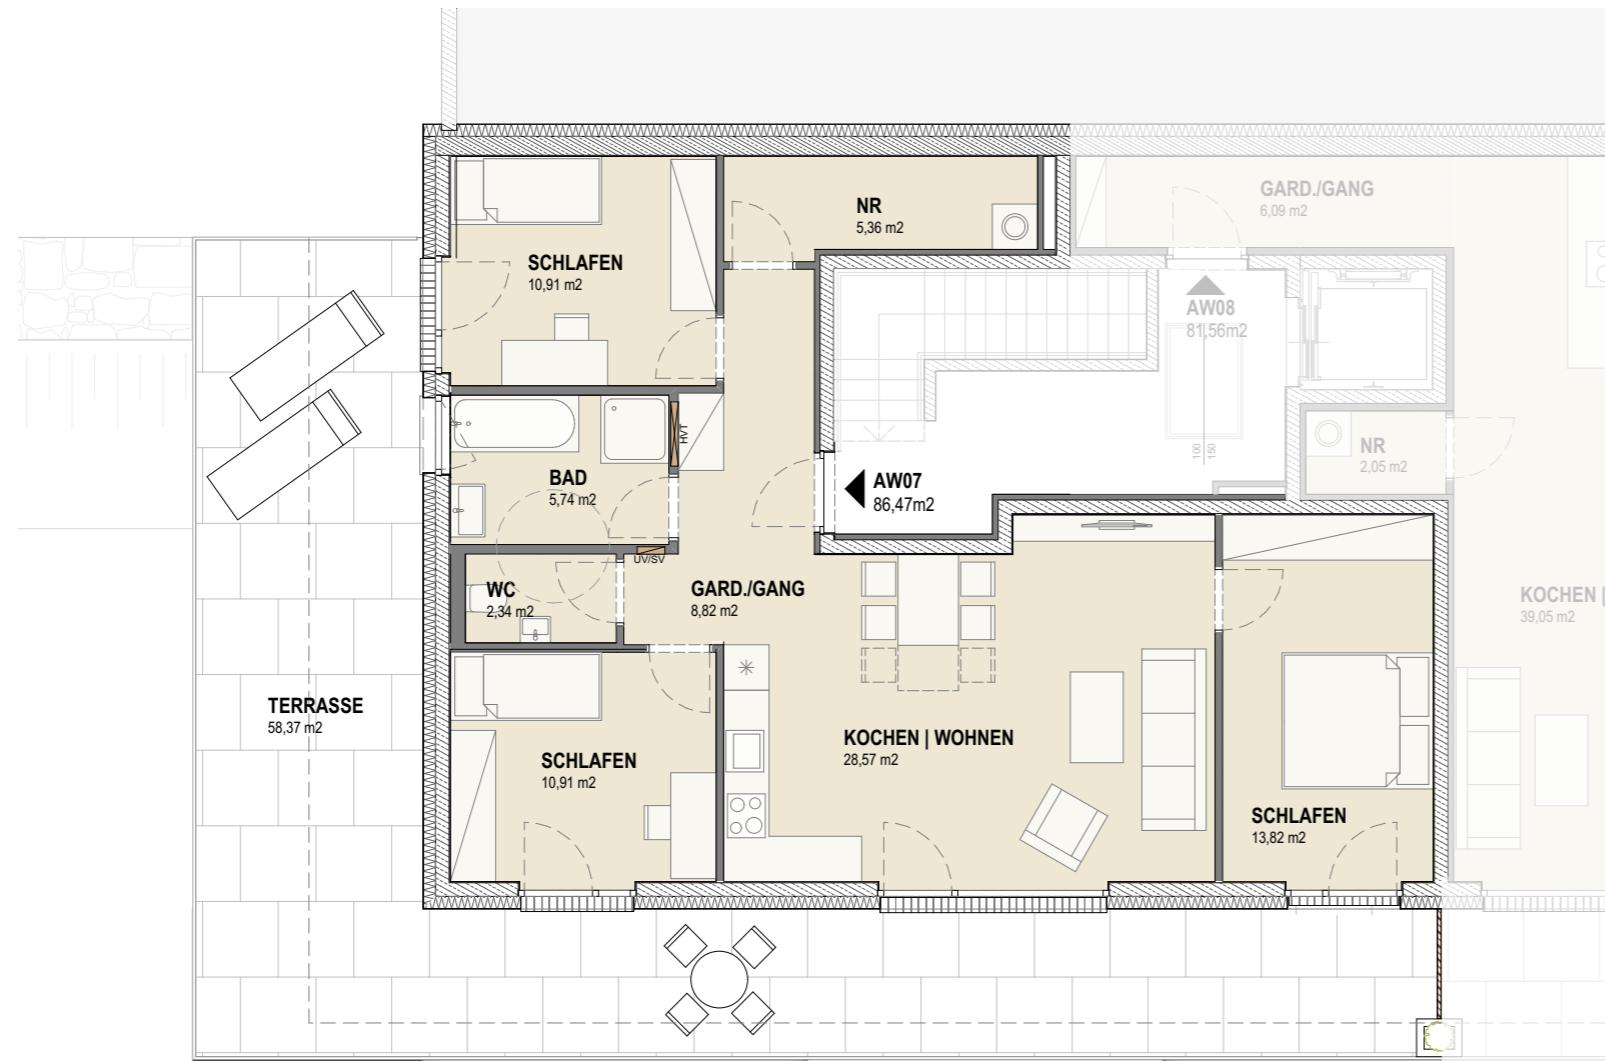 GARD./GANG
6,09 m2
NR
5,36 m2
SCHLAFEN
10,91 m2
AW08
81,56m2
HVT
100
150
NR
2,05 m2
BAD
5,74 m2
AW07
86,47m2
UV/SV
WC
2,34 m2
GARD./GANG
8,82 m2
KOCHEN |
39,05 m2
TERRASSE
58,37 m2
KOCHEN | WOHNEN
28,57 m2
SCHLAFEN
10,91 m2
SCHLAFEN
13,82 m2